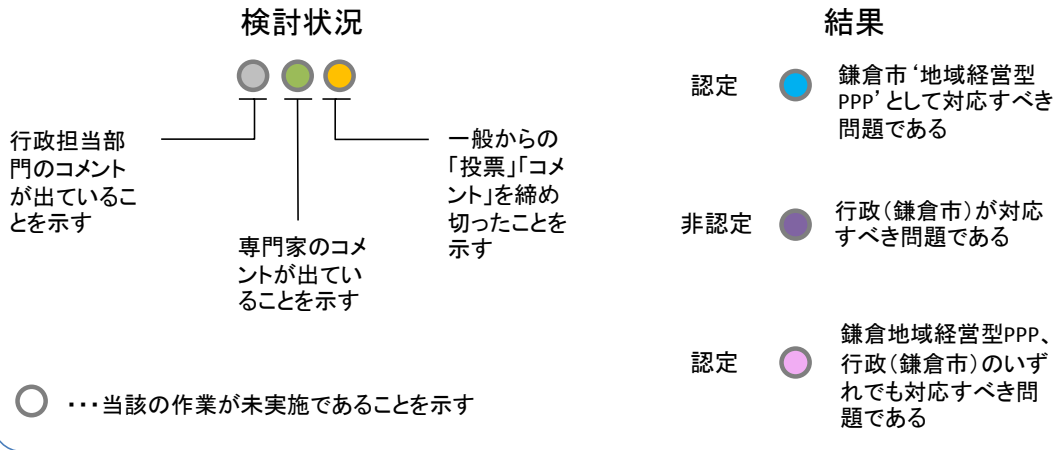 検討状況
行政担当部
門のコメント
が出ているこ
とを示す
専門家のコメ
ントが出てい
ることを示す
一般からの
「投票」「コメ
ント」を締め
切ったことを
示す
・・・当該の作業が未実施であることを示す
結果
認定
鎌倉市‘地域経営型
PPP’として対応すべき
問題である
非認定
行政(鎌倉市)が対応
すべき問題である
認定
鎌倉地域経営型PPP、
行政(鎌倉市)のいず
れでも対応すべき問
題である